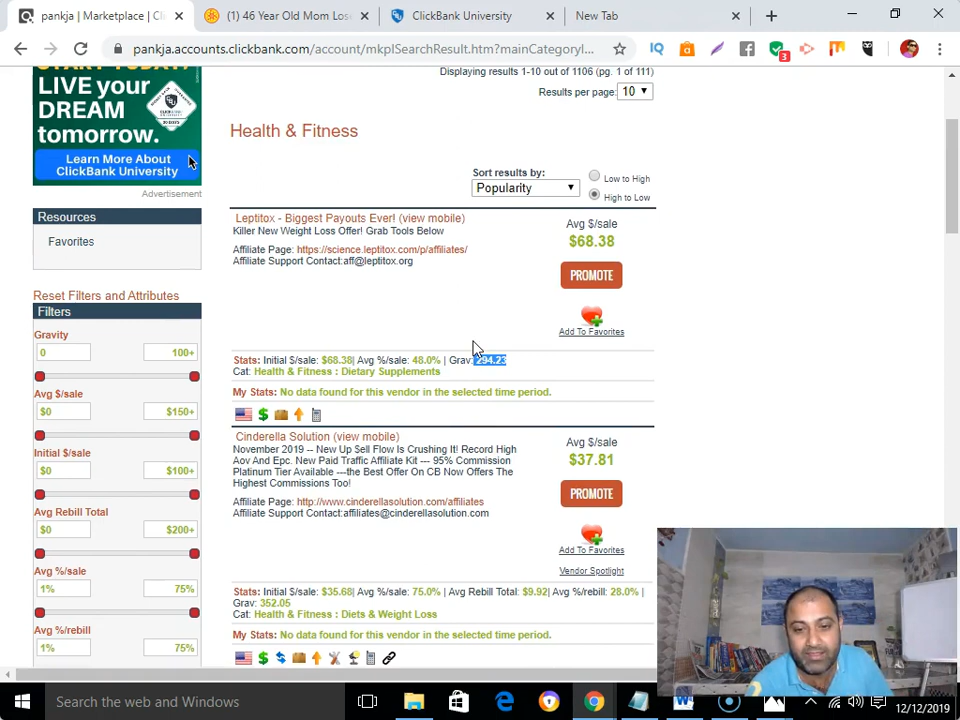 pankja | Marketplace | Cli
(1) 46 Year Old Mom Los
ClickBank University
New Tab
pankja.accounts.clickbank.com/account/mkplSearchResult.htm?mainCategoryI...
3
LIVE your
DREAM
tomorrow.
Learn More About
ClickBank University
Advertisement
Resources
Favorites
Reset Filters and Attributes
Filters
Gravity
0 100+
Avg $/sale
$0 $150+
Initial $/sale
$0 $100+
Avg Rebill Total
$0 $200+
Avg %/sale
1% 75%
Avg %/rebill
1% 75%
Displaying results 1-10 out of 1106 (pg. 1 of 111)
Results per page: 10
Health & Fitness
Sort results by:
Popularity
Low to High
High to Low
Leptitox - Biggest Payouts Ever! (view mobile)
Killer New Weight Loss Offer! Grab Tools Below
Affiliate Page: https://science.leptitox.com/p/affiliates/
Affiliate Support Contact:aff@leptitox.org
Avg $/sale
$68.38
PROMOTE
Add To Favorites
Stats: Initial $/sale: $68.38| Avg %/sale: 48.0% | Grav: 294.23
Cat: Health & Fitness : Dietary Supplements
My Stats: No data found for this vendor in the selected time period.
Cinderella Solution (view mobile)
November 2019 -- New Up Sell Flow Is Crushing It! Record High
Aov And Epc. New Paid Traffic Affiliate Kit --- 95% Commission
Platinum Tier Available ---the Best Offer On CB Now Offers The
Highest Commissions Too!
Affiliate Page: http://www.cinderellasolution.com/affiliates
Affiliate Support Contact:affiliates@cinderellasolution.com
Avg $/sale
$37.81
PROMOTE
Add To Favorites
Vendor Spotlight
Stats: Initial $/sale: $35.68| Avg %/sale: 75.0% | Avg Rebill Total: $9.92| Avg %/rebill: 28.0% |
Grav: 352.05
Cat: Health & Fitness : Diets & Weight Loss
My Stats: No data found for this vendor in the selected time period.
Search the web and Windows
12/12/2019